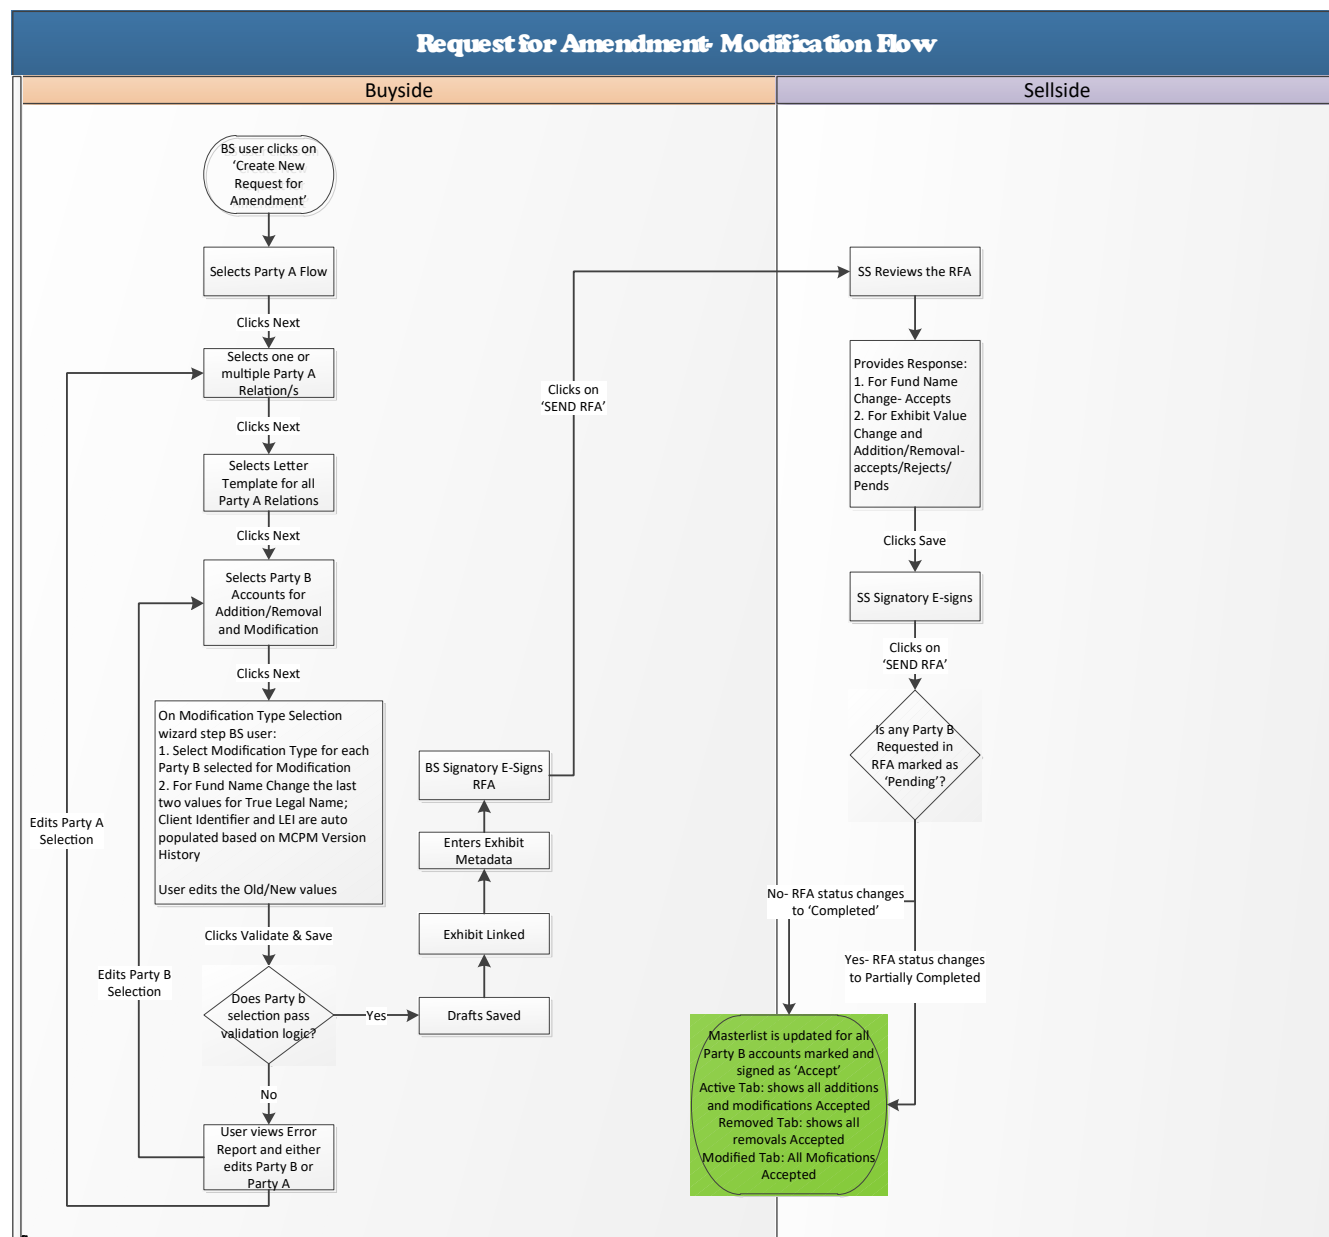 Request for Amendment- Modification Flow
Buyside
Sellside
BS user clicks on
‘Create New
Request for
Amendment’
Selects Party A Flow
Clicks Next
Selects one or
multiple Party A
Relation/s
Clicks Next
Selects Letter
Template for all
Party A Relations
Clicks Next
Selects Party B
Accounts for
Addition/Removal
and Modification
Clicks Next
On Modification Type Selection
wizard step BS user:
1. Select Modification Type for each
Party B selected for Modification
2. For Fund Name Change the last
two values for True Legal Name;
Client Identifier and LEI are auto
populated based on MCPM Version
History
User edits the Old/New values
Clicks Validate & Save
Does Party b
selection pass
validation logic?
No
User views Error
Report and either
edits Party B or
Party A
Edits Party A
Selection
Edits Party B
Selection
Yes
Drafts Saved
Exhibit Linked
Enters Exhibit
Metadata
BS Signatory E-Signs
RFA
Clicks on
‘SEND RFA’
SS Reviews the RFA
Provides Response:
1. For Fund Name
Change- Accepts
2. For Exhibit Value
Change and
Addition/Removal-
accepts/Rejects/
Pends
Clicks Save
SS Signatory E-signs
Clicks on
‘SEND RFA’
Is any Party B
Requested in
RFA marked as
‘Pending’?
No- RFA status changes
to ‘Completed’
Yes- RFA status changes
to Partially Completed
Masterlist is updated for all
Party B accounts marked and
signed as ‘Accept’
Active Tab: shows all additions
and modifications Accepted
Removed Tab: shows all
removals Accepted
Modified Tab: All Mofications
Accepted